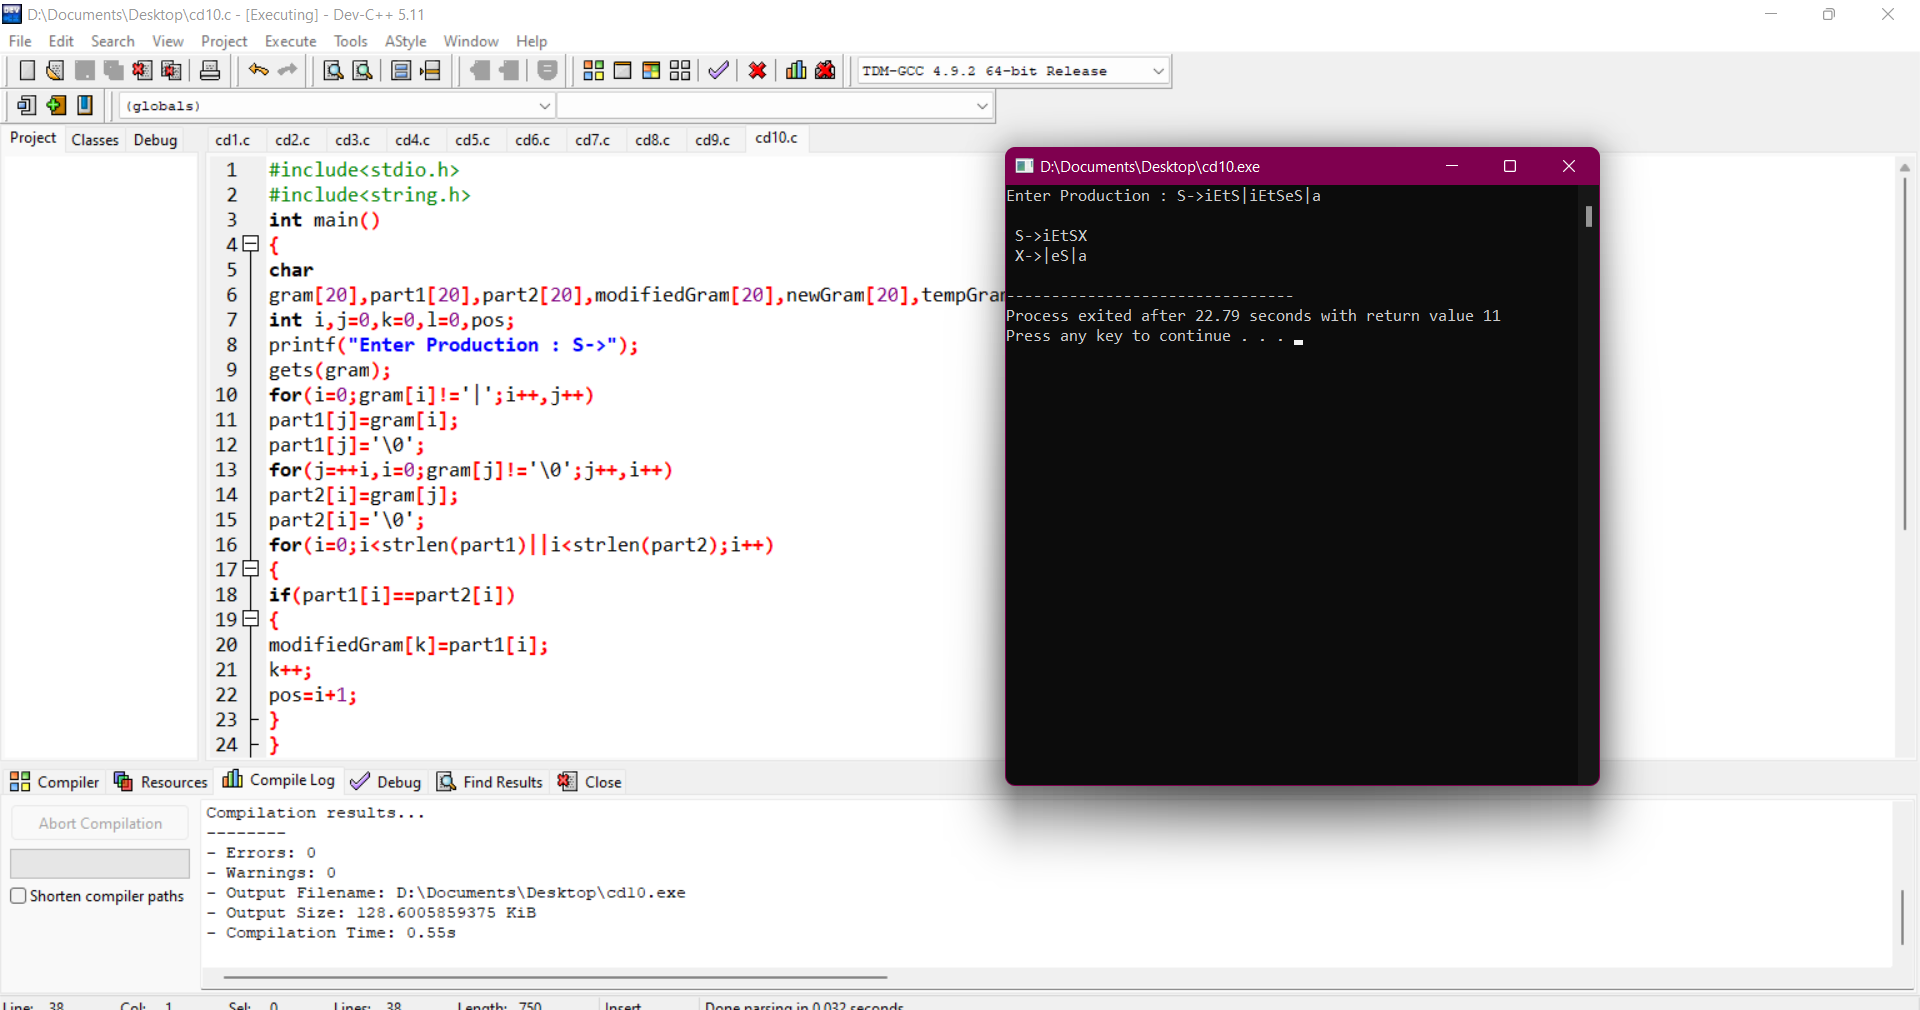 D:\Documents\Desktop\cd10.c - [Executing] - Dev-C++ 5.11
File Edit Search View Project Execute Tools AStyle Window Help
TDM-GCC 4.9.2 64-bit Release
(globals)
Project Classes Debug
cd1.c cd2.c cd3.c cd4.c cd5.c cd6.c cd7.c cd8.c cd9.c cd10.c
1 #include<stdio.h>
2 #include<string.h>
3 int main()
4 {
5 char
6 gram[20],part1[20],part2[20],modifiedGram[20],newGram[20],tempGram
7 int i,j=0,k=0,l=0,pos;
8 printf("Enter Production : S->");
9 gets(gram);
10 for(i=0;gram[i]!='|';i++,j++)
11 part1[j]=gram[i];
12 part1[j]='\0';
13 for(j=++i,i=0;gram[j]!='\0';j++,i++)
14 part2[i]=gram[j];
15 part2[i]='\0';
16 for(i=0;i<strlen(part1)||i<strlen(part2);i++)
17 {
18 if(part1[i]==part2[i])
19 {
20 modifiedGram[k]=part1[i];
21 k++;
22 pos=i+1;
23 }
24 }
D:\Documents\Desktop\cd10.exe
Enter Production : S->iEtS|iEtSeS|a
S->iEtSX
X->|eS|a
--------------------------------
Process exited after 22.79 seconds with return value 11
Press any key to continue . . .
Compiler Resources Compile Log Debug Find Results Close
Abort Compilation
Shorten compiler paths
Compilation results...
--------
- Errors: 0
- Warnings: 0
- Output Filename: D:\Documents\Desktop\cd10.exe
- Output Size: 128.6005859375 KiB
- Compilation Time: 0.55s
Line: 38 Col: 1 Sel: 0 Lines: 38 Length: 750 Insert Done parsing in 0.032 seconds